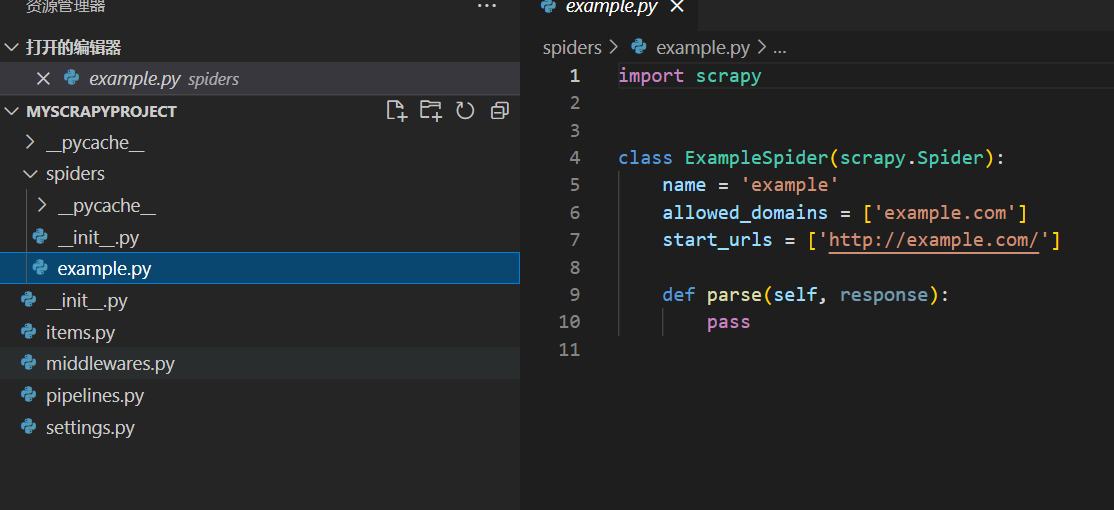 资源管理器
···
打开的编辑器
example.py spiders
MYSCRAPYPROJECT
__pycache__
spiders
__pycache__
__init__.py
example.py
__init__.py
items.py
middlewares.py
pipelines.py
settings.py
example.py
spiders > example.py > ...
1 import scrapy
2
3
4 class ExampleSpider(scrapy.Spider):
5 name = 'example'
6 allowed_domains = ['example.com']
7 start_urls = ['http://example.com/']
8
9 def parse(self, response):
10 pass
11